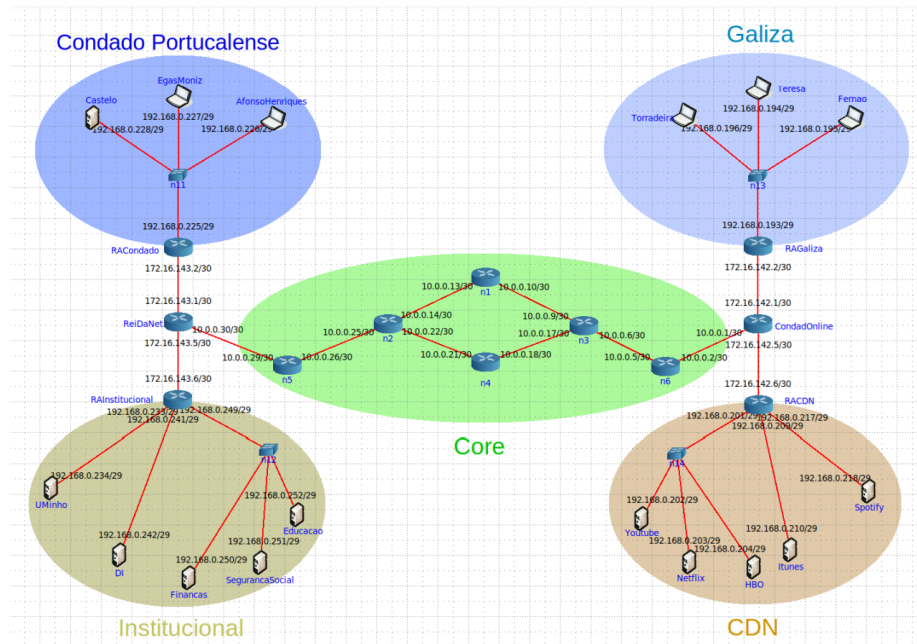 Condado Portucalense
Galiza
EgasMoniz
Castelo
AfonsoHenriques
192.168.0.227/29
192.168.0.228/29
192.168.0.226/29
n11
192.168.0.225/29
RACondado
172.16.143.2/30
172.16.143.1/30
ReiDaNet
10.0.0.30/30
172.16.143.5/30
172.16.143.6/30
RAInstitucional
Teresa
Torradeira
Fernao
192.168.0.194/29
192.168.0.196/29
192.168.0.195/29
n13
192.168.0.193/29
RAGaliza
172.16.142.2/30
172.16.142.1/30
CondadOnline
10.0.0.1/30
172.16.142.5/30
172.16.142.6/30
RACDN
10.0.0.13/30
10.0.0.10/30
n1
10.0.0.14/30
10.0.0.9/30
10.0.0.25/30
10.0.0.22/30
10.0.0.17/30
10.0.0.6/30
n2
n3
10.0.0.29/30
10.0.0.26/30
10.0.0.21/30
10.0.0.18/30
10.0.0.5/30
10.0.0.2/30
n5
n4
n6
Core
192.168.0.233/29
192.168.0.249/29
192.168.0.241/29
n12
192.168.0.234/29
192.168.0.252/29
UMinho
Educacao
192.168.0.242/29
192.168.0.251/29
DI
192.168.0.250/29
SegurancaSocial
Financas
Institucional
192.168.0.201/29
192.168.0.217/29
192.168.0.209/29
n14
192.168.0.218/29
192.168.0.202/29
Spotify
Youtube
192.168.0.210/29
192.168.0.203/29
192.168.0.204/29
Itunes
Netflix
HBO
CDN